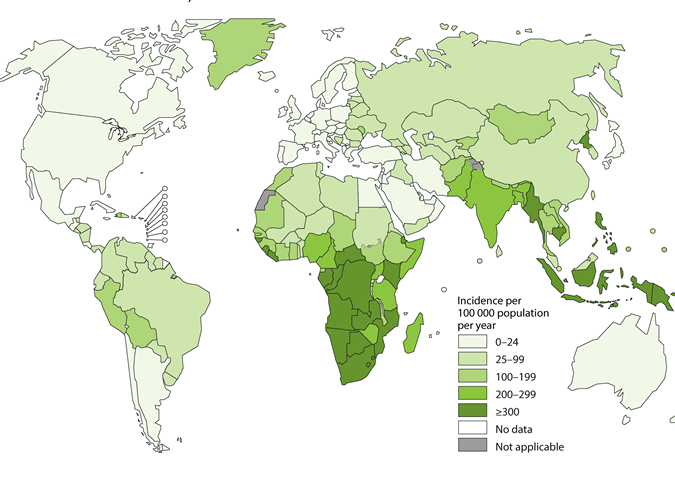 Incidence per
100 000 population
per year
0–24
25–99
100–199
200–299
≥300
No data
Not applicable